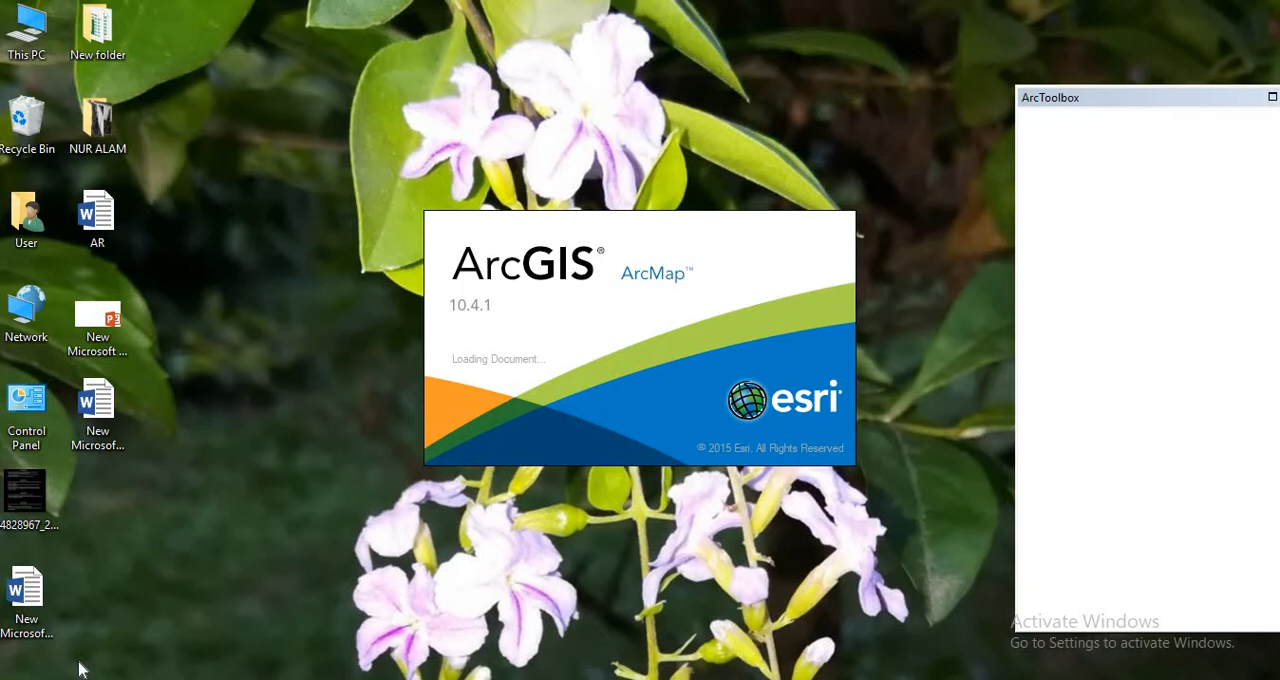 This PC
New folder
Recycle Bin
NUR ALAM
User
AR
Network
New
Microsoft ...
Control
Panel
New
Microsof...
4828967_2...
New
Microsof...
ArcGIS® ArcMap™
10.4.1
Loading Document...
esri
© 2015 Esri. All Rights Reserved
ArcToolbox
Activate Windows
Go to Settings to activate Windows.